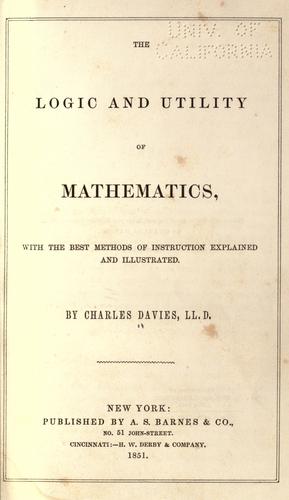 UNIV. OF
CALIFORNIA
THE
LOGIC AND UTILITY
OF
MATHEMATICS,
WITH THE BEST METHODS OF INSTRUCTION EXPLAINED
AND ILLUSTRATED.
BY CHARLES DAVIES, LL.D.
NEW YORK:
PUBLISHED BY A. S. BARNES & CO.,
NO. 51 JOHN-STREET.
CINCINNATI:—H. W. DERBY & COMPANY.
1851.